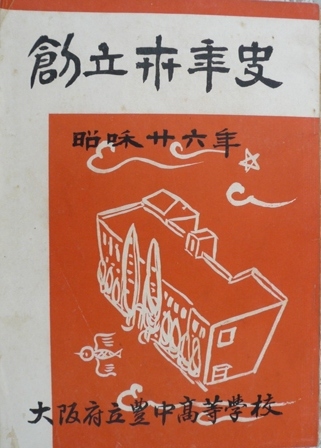 創立卅年史
昭和廿六年
大阪府立豊中高等学校